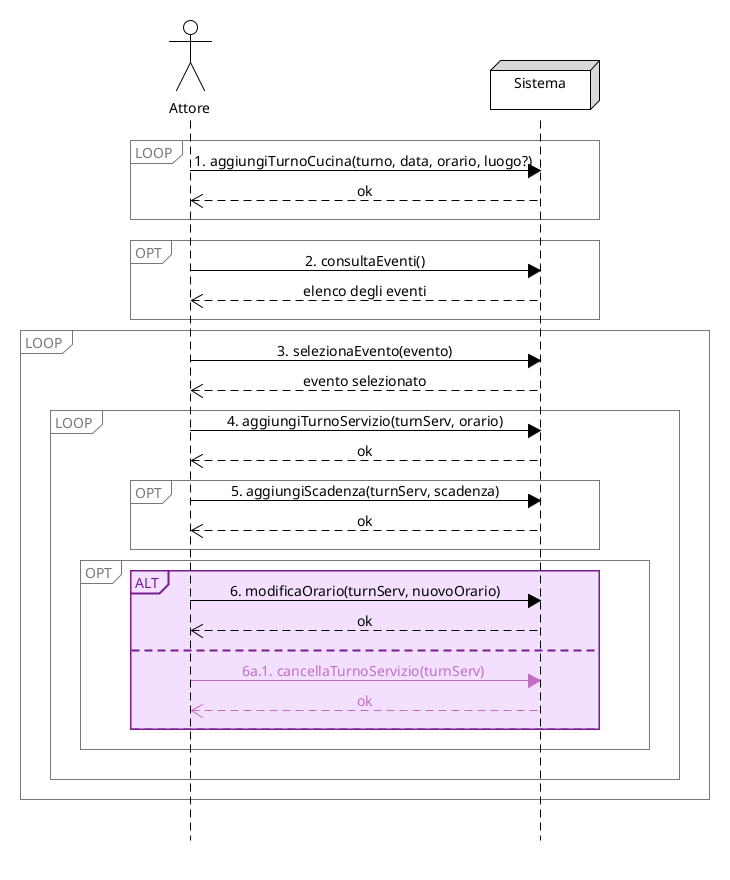 Attore
Sistema
LOOP
1. aggiungiTurnoCucina(turno, data, orario, luogo?)
ok
OPT
2. consultaEventi()
elenco degli eventi
LOOP
3. selezionaEvento(evento)
evento selezionato
LOOP
4. aggiungiTurnoServizio(turnServ, orario)
ok
OPT
5. aggiungiScadenza(turnServ, scadenza)
ok
OPT
ALT
6. modificaOrario(turnServ, nuovoOrario)
ok
6a.1. cancellaTurnoServizio(turnServ)
ok